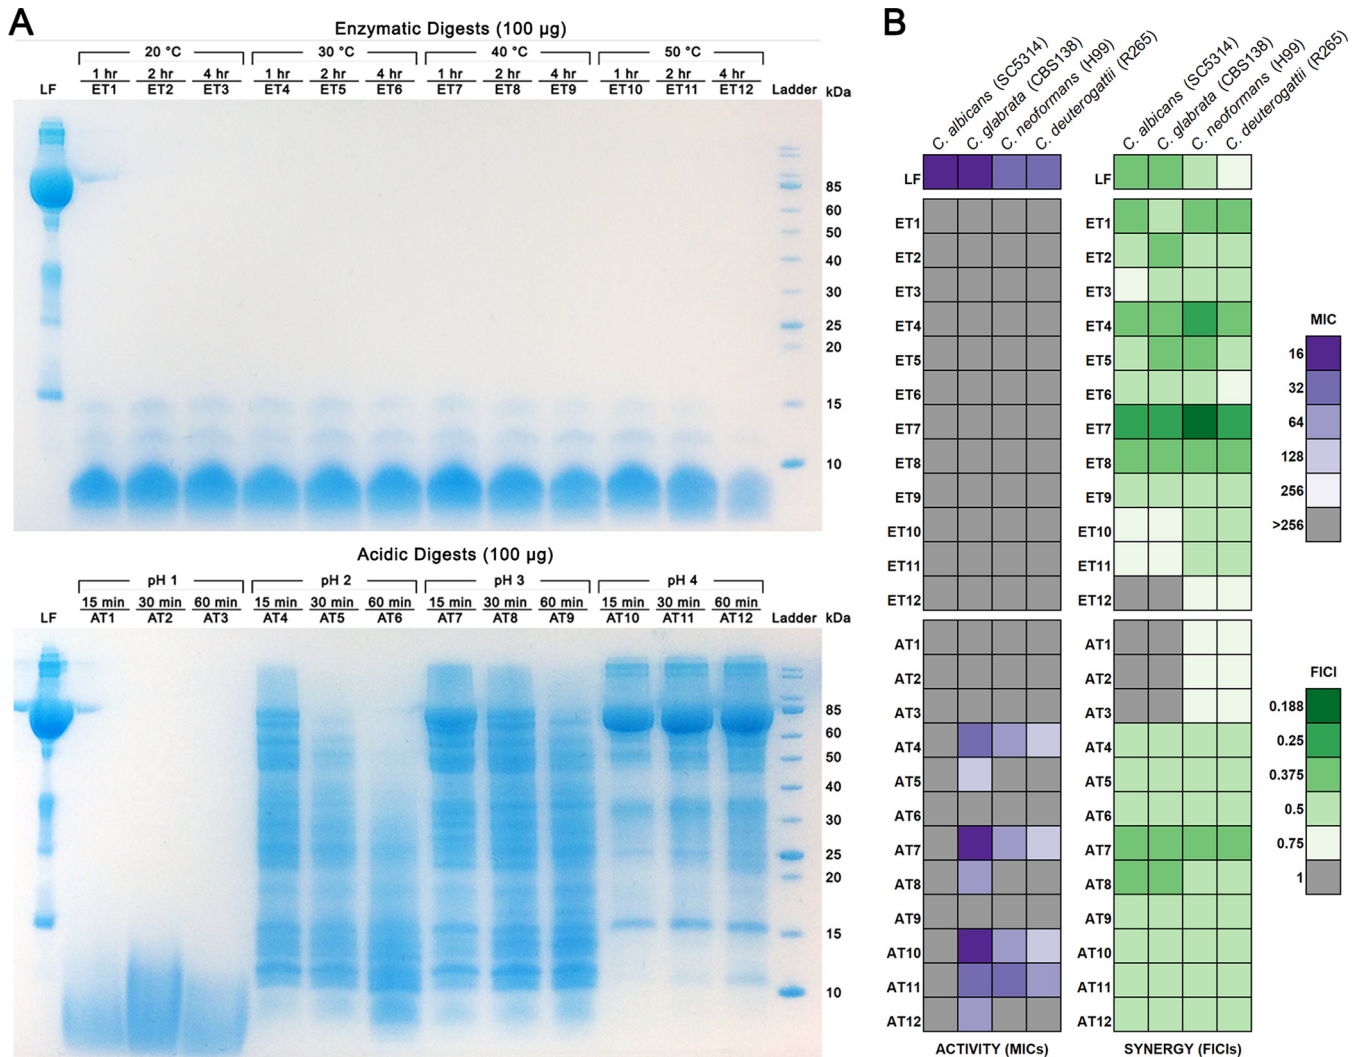 A
Enzymatic Digests (100 µg)
20 °C 30 °C 40 °C 50 °C
1 hr 2 hr 4 hr 1 hr 2 hr 4 hr 1 hr 2 hr 4 hr 1 hr 2 hr 4 hr
LF ET1 ET2 ET3 ET4 ET5 ET6 ET7 ET8 ET9 ET10 ET11 ET12 Ladder kDa
85
60
50
40
30
25
20
15
10
Acidic Digests (100 µg)
pH 1 pH 2 pH 3 pH 4
15 min 30 min 60 min 15 min 30 min 60 min 15 min 30 min 60 min 15 min 30 min 60 min
LF AT1 AT2 AT3 AT4 AT5 AT6 AT7 AT8 AT9 AT10 AT11 AT12 Ladder kDa
85
60
50
40
30
25
20
15
10
B
C. albicans (SC5314)
C. glabrata (CBS138)
C. neoformans (H99)
C. deuterogattii (R265)
C. albicans (SC5314)
C. glabrata (CBS138)
C. neoformans (H99)
C. deuterogattii (R265)
LF LF
ET1 ET1
ET2 ET2
ET3 ET3
ET4 ET4
ET5 ET5
ET6 ET6
ET7 ET7
ET8 ET8
ET9 ET9
ET10 ET10
ET11 ET11
ET12 ET12
AT1 AT1
AT2 AT2
AT3 AT3
AT4 AT4
AT5 AT5
AT6 AT6
AT7 AT7
AT8 AT8
AT9 AT9
AT10 AT10
AT11 AT11
AT12 AT12
ACTIVITY (MICs) SYNERGY (FICIs)
MIC
16
32
64
128
256
>256
FICI
0.188
0.25
0.375
0.5
0.75
1